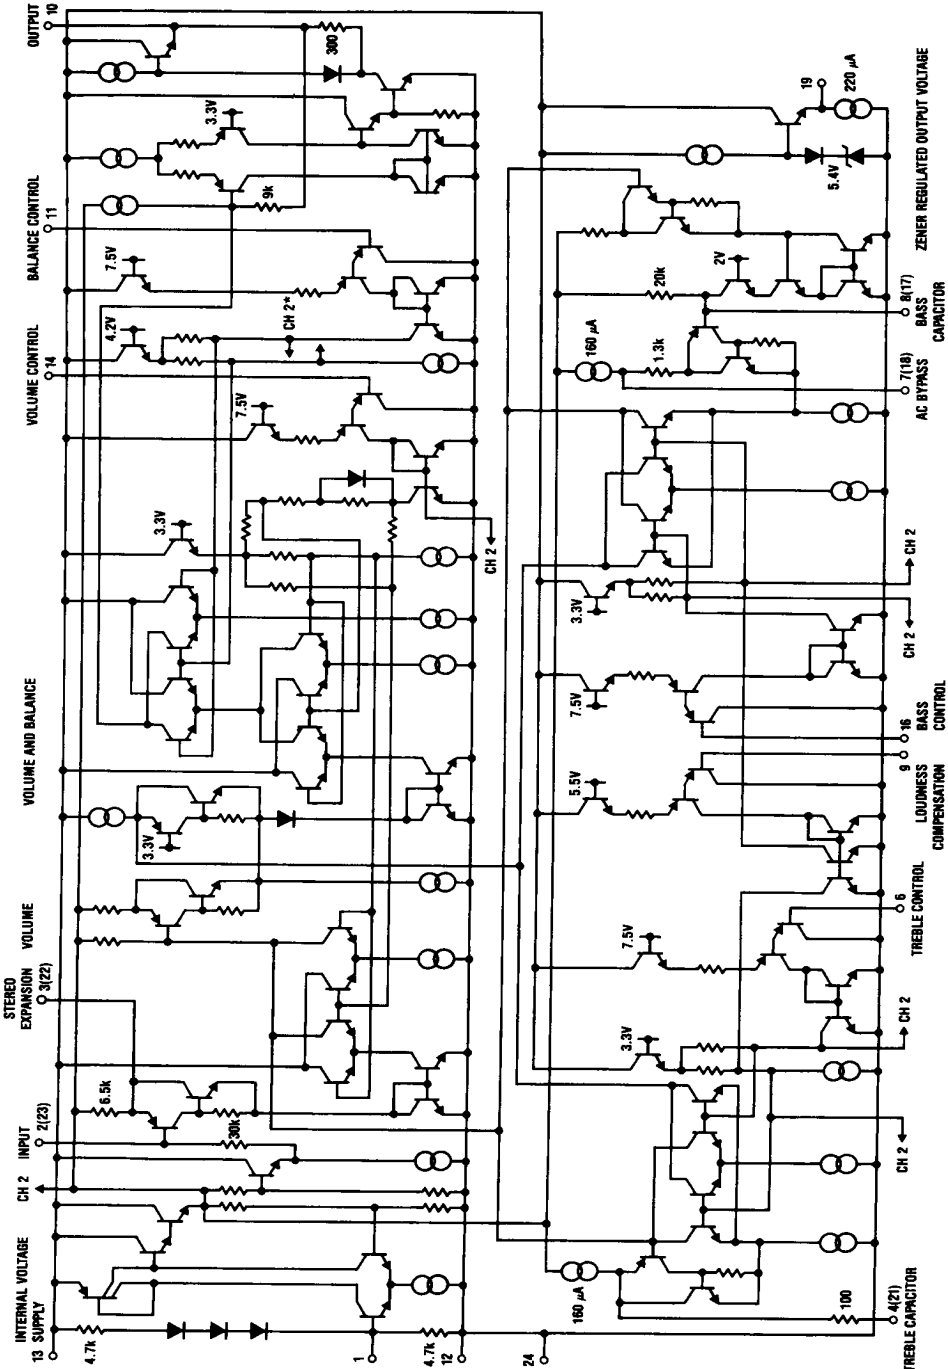 INTERNAL VOLTAGE
SUPPLY
13
CH 2
INPUT
2(23)
STEREO
EXPANSION
3(22)
VOLUME
VOLUME AND BALANCE
VOLUME CONTROL
14
BALANCE CONTROL
11
OUTPUT
10
4.7k
6.5k
30k
3.3V
3.3V
7.5V
4.2V
7.5V
CH 2*
9k
3.3V
300
CH 2
1
4.7k
12
24
160 µA
100
4(21)
TREBLE CAPACITOR
3.3V
CH 2
CH 2
7.5V
6
TREBLE CONTROL
5.5V
9
LOUDNESS
COMPENSATION
7.5V
16
BASS
CONTROL
3.3V
CH 2
CH 2
160 µA
1.3k
7(18)
AC BYPASS
20k
2V
8(17)
BASS
CAPACITOR
5.4V
19
220 µA
ZENER REGULATED OUTPUT VOLTAGE